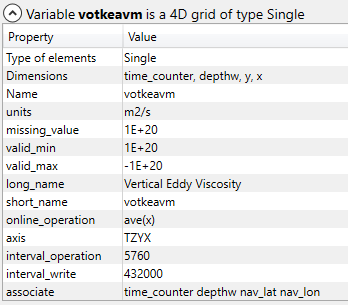 Variable votkeavm is a 4D grid of type Single
Property Value
Type of elements Single
Dimensions time_counter, depthw, y, x
Name votkeavm
units m2/s
missing_value 1E+20
valid_min 1E+20
valid_max -1E+20
long_name Vertical Eddy Viscosity
short_name votkeavm
online_operation ave(x)
axis TZYX
interval_operation 5760
interval_write 432000
associate time_counter depthw nav_lat nav_lon